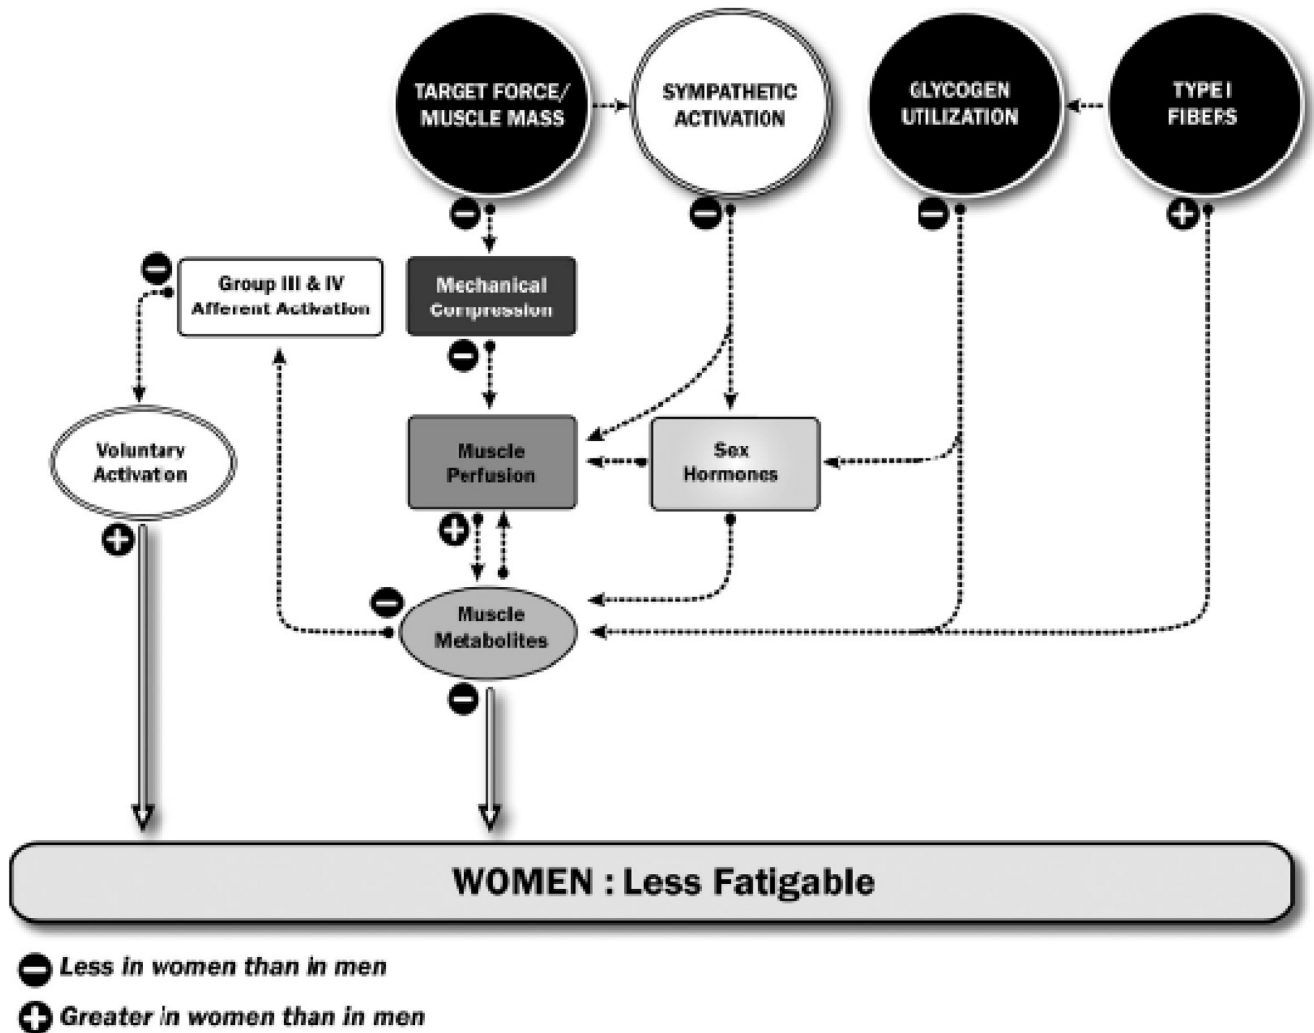 TARGET FORCE/
MUSCLE MASS
SYMPATHETIC
ACTIVATION
GLYCOGEN
UTILIZATION
TYPE I
FIBERS
Group III & IV
Afferent Activation
Mechanical
Compression
Voluntary
Activation
Muscle
Perfusion
Sex
Hormones
Muscle
Metabolites
WOMEN : Less Fatigable
Less in women than in men
Greater in women than in men